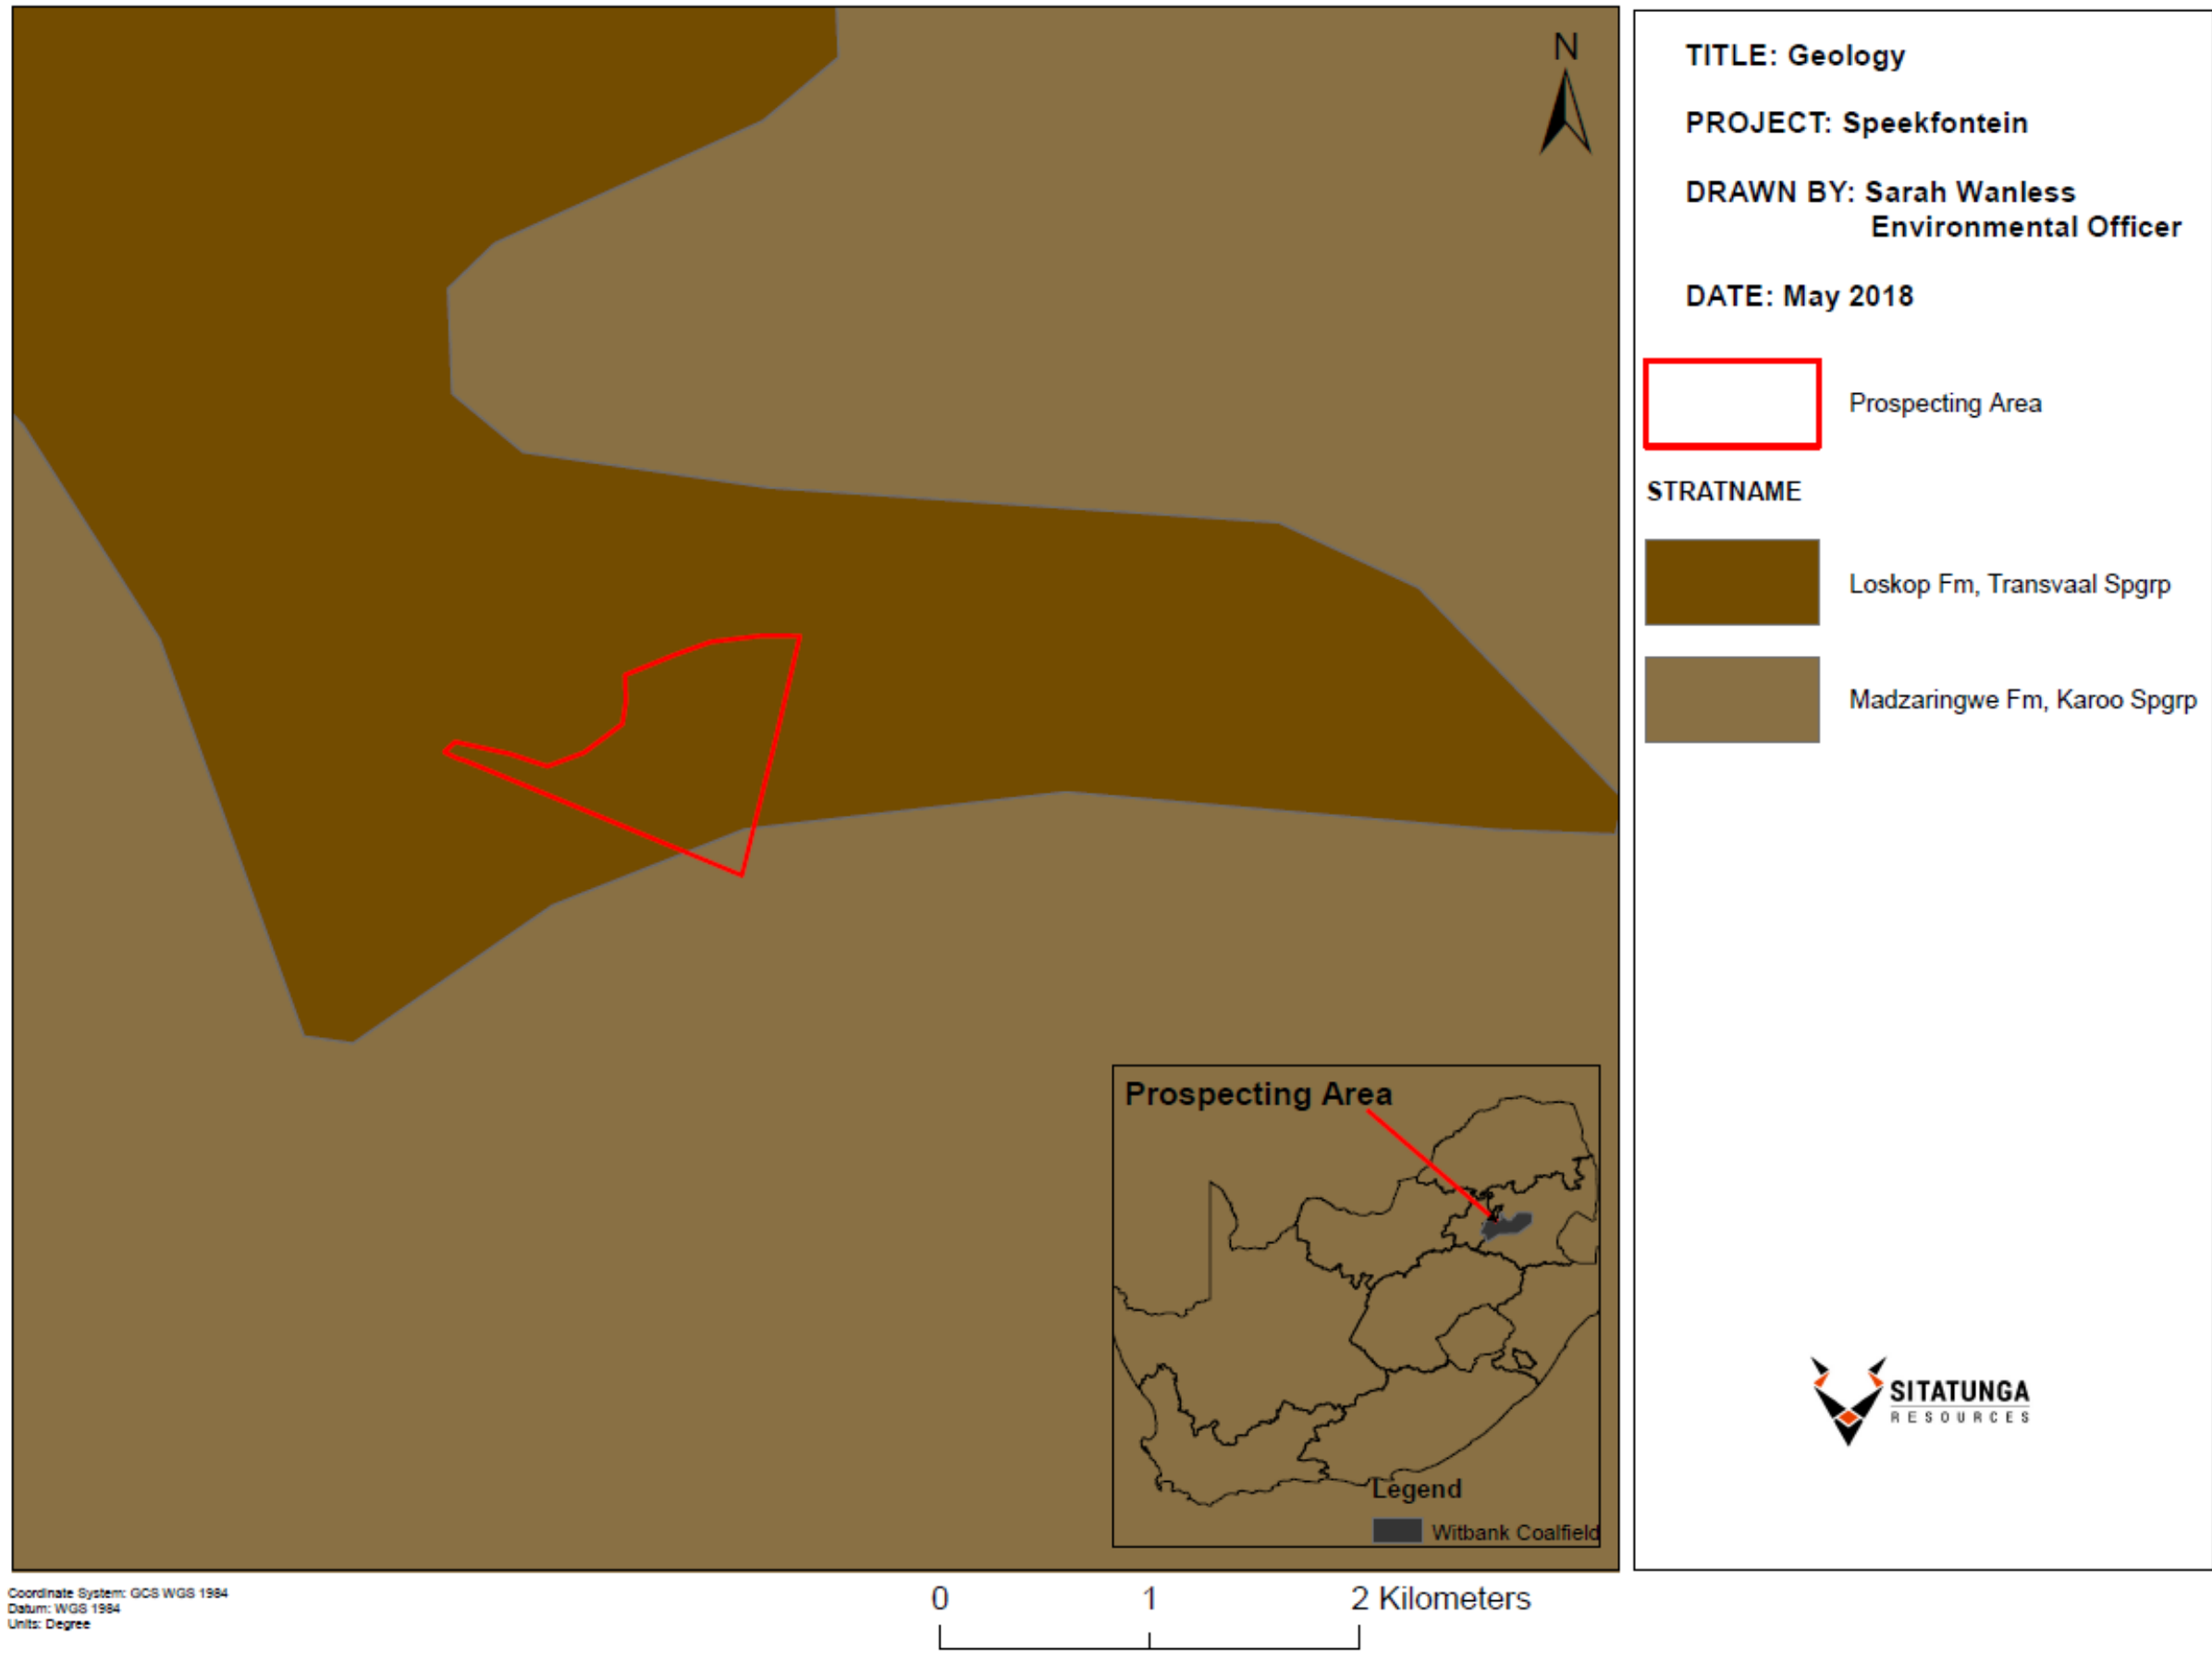 N
TITLE: Geology
PROJECT: Speekfontein
DRAWN BY: Sarah Wanless
Environmental Officer
DATE: May 2018
Prospecting Area
STRATNAME
Loskop Fm, Transvaal Spgrp
Madzaringwe Fm, Karoo Spgrp
Prospecting Area
Legend
Witbank Coalfield
SITATUNGA
RESOURCES
Coordinate System: GCS WGS 1984
Datum: WGS 1984
Units: Degree
0 1 2 Kilometers